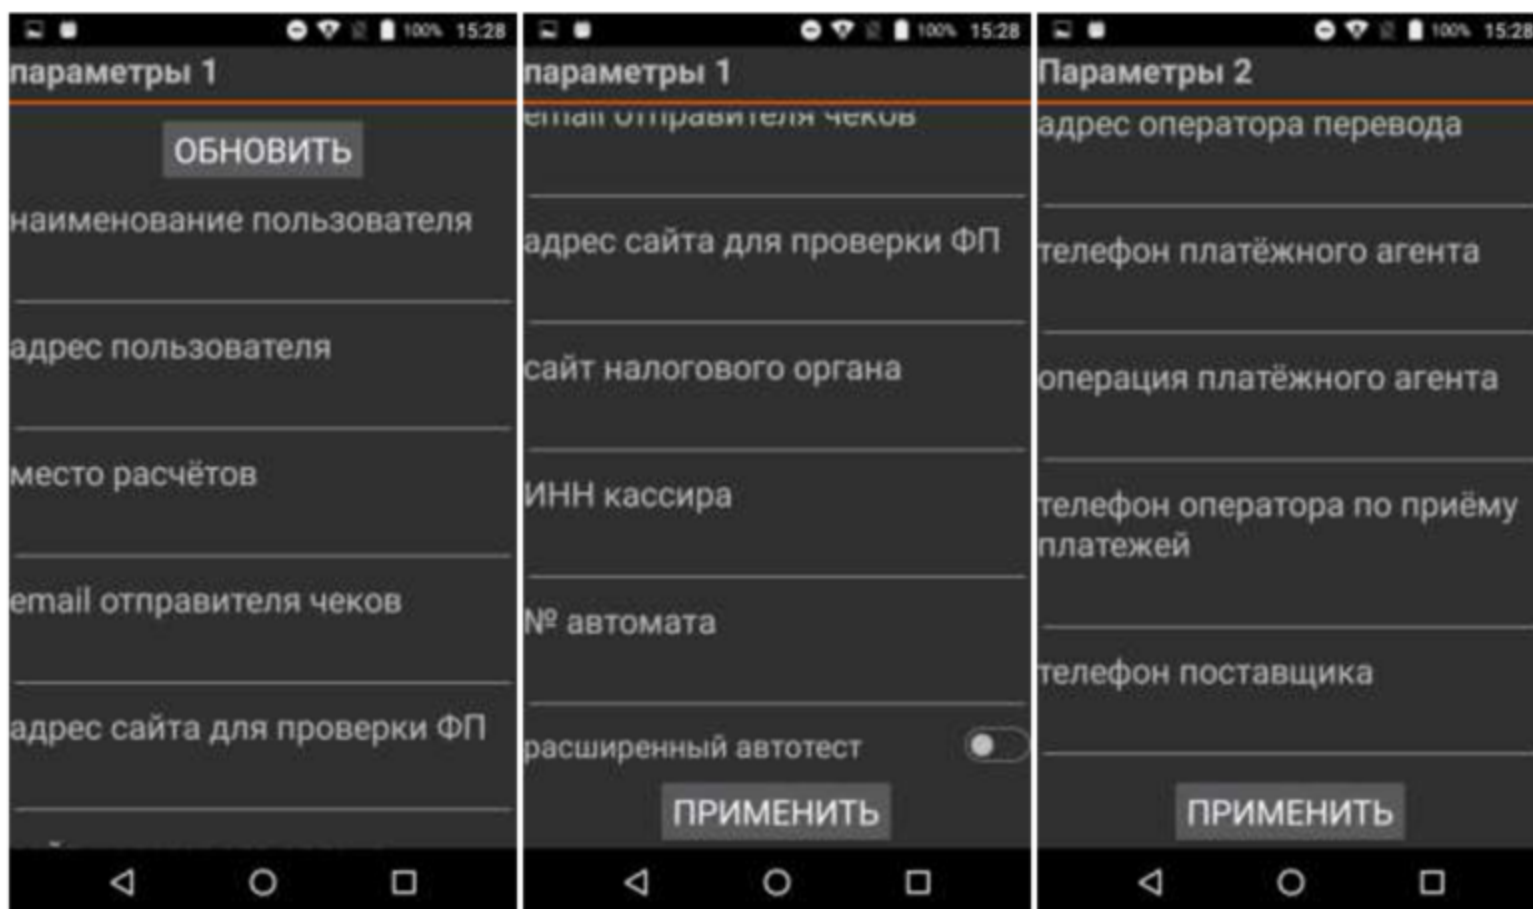 100% 15:28
параметры 1
ОБНОВИТЬ
наименование пользователя
адрес пользователя
место расчётов
email отправителя чеков
адрес сайта для проверки ФП
100% 15:28
параметры 1
email отправителя чеков
адрес сайта для проверки ФП
сайт налогового органа
ИНН кассира
№ автомата
расширенный автотест
ПРИМЕНИТЬ
100% 15:28
Параметры 2
адрес оператора перевода
телефон платёжного агента
операция платёжного агента
телефон оператора по приёму
платежей
телефон поставщика
ПРИМЕНИТЬ